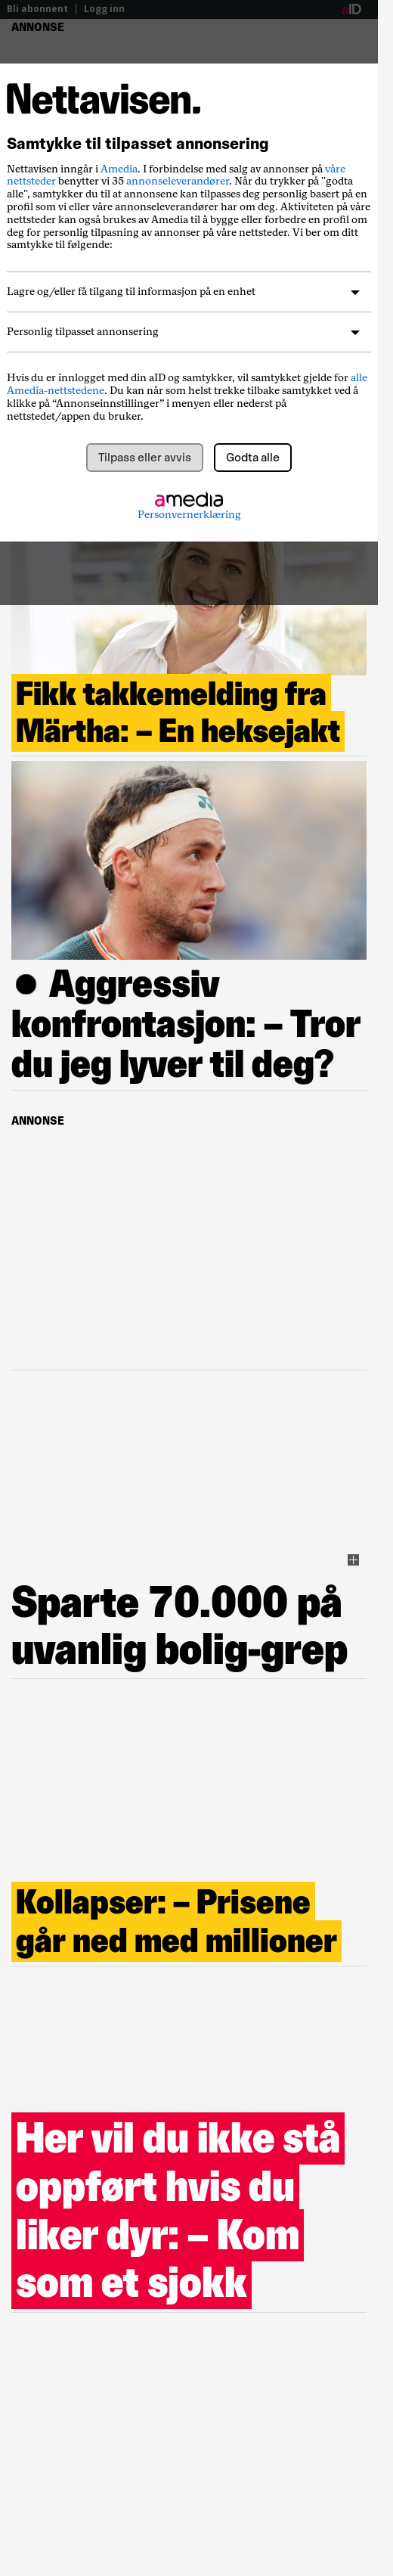 Bli abonnent | Logg inn
aID
ANNONSE
Nettavisen.
Samtykke til tilpasset annonsering
Nettavisen inngår i Amedia. I forbindelse med salg av annonser på våre
nettsteder benytter vi 35 annonseleverandører. Når du trykker på "godta
alle", samtykker du til at annonsene kan tilpasses deg personlig basert på en
profil som vi eller våre annonseleverandører har om deg. Aktiviteten på våre
nettsteder kan også brukes av Amedia til å bygge eller forbedre en profil om
deg for personlig tilpasning av annonser på våre nettsteder. Vi ber om ditt
samtykke til følgende:
Lagre og/eller få tilgang til informasjon på en enhet
Personlig tilpasset annonsering
Hvis du er innlogget med din aID og samtykker, vil samtykket gjelde for alle
Amedia-nettstedene. Du kan når som helst trekke tilbake samtykket ved å
klikke på “Annonseinnstillinger” i menyen eller nederst på
nettstedet/appen du bruker.
Tilpass eller avvis
Godta alle
amedia
Personvernerklæring
Fikk takkemelding fra
Märtha: – En heksejakt
● Aggressiv
konfrontasjon: – Tror
du jeg lyver til deg?
ANNONSE
Sparte 70.000 på
uvanlig bolig-grep
Kollapser: – Prisene
går ned med millioner
Her vil du ikke stå
oppført hvis du
liker dyr: – Kom
som et sjokk